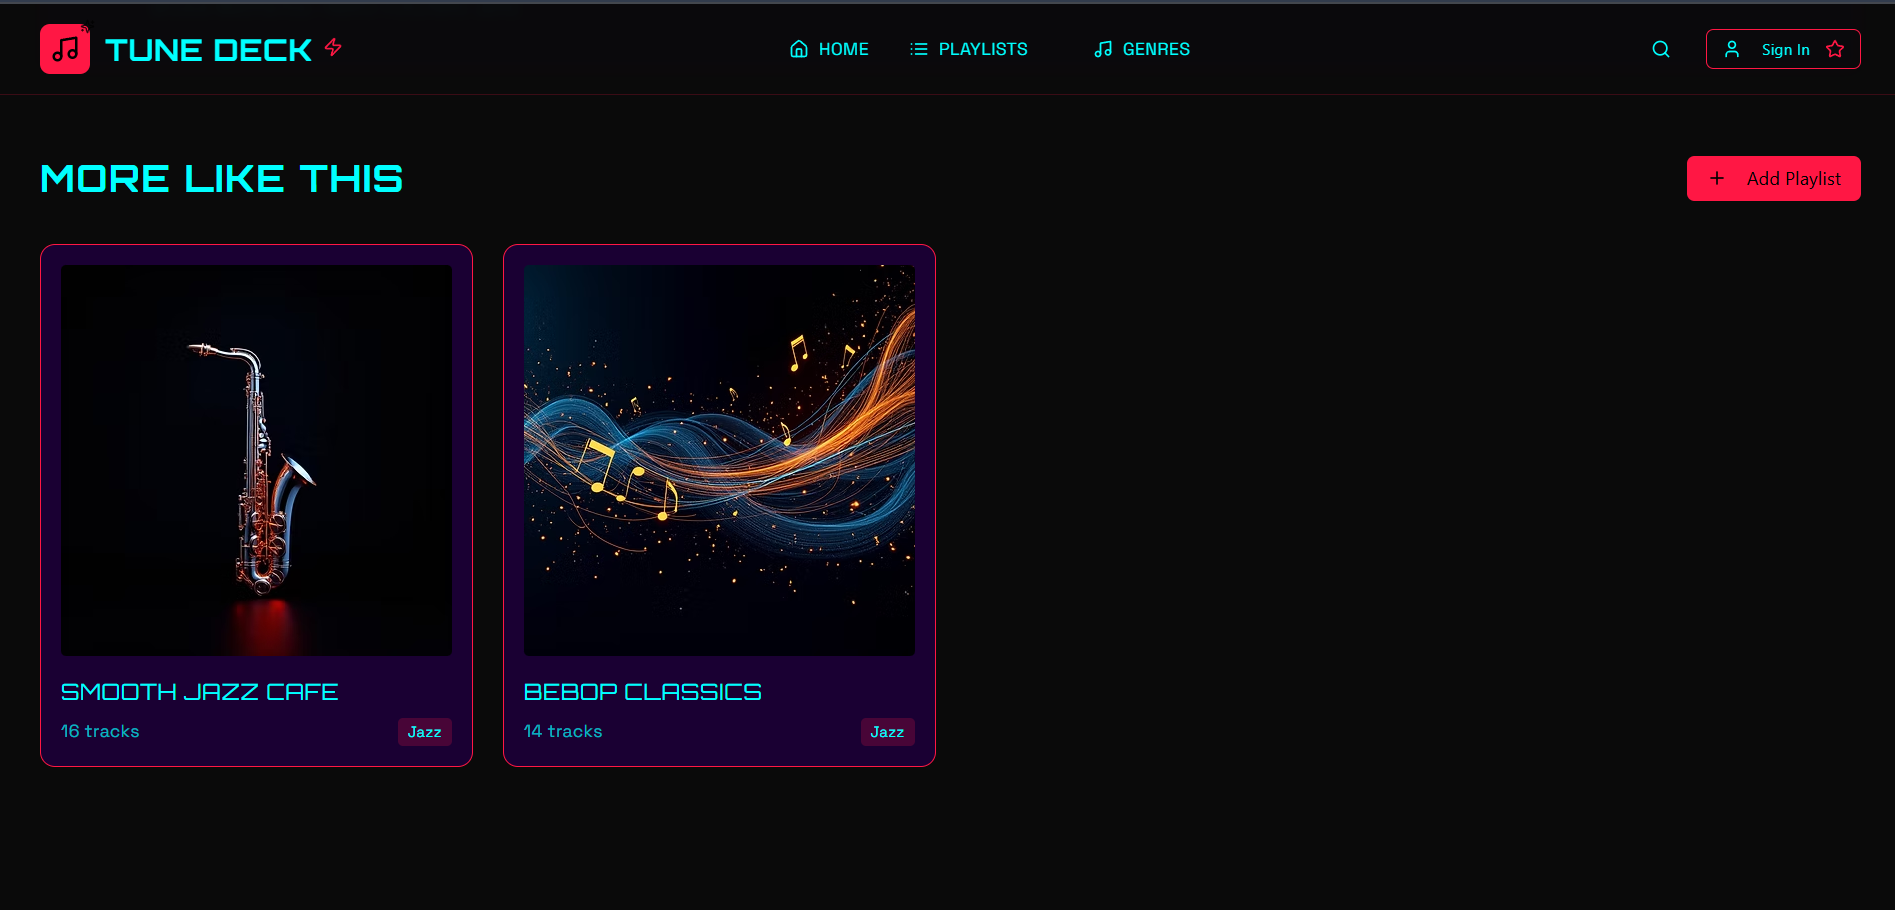 TUNE DECK
HOME
PLAYLISTS
GENRES
Sign In
MORE LIKE THIS
Add Playlist
SMOOTH JAZZ CAFE
16 tracks
Jazz
BEBOP CLASSICS
14 tracks
Jazz